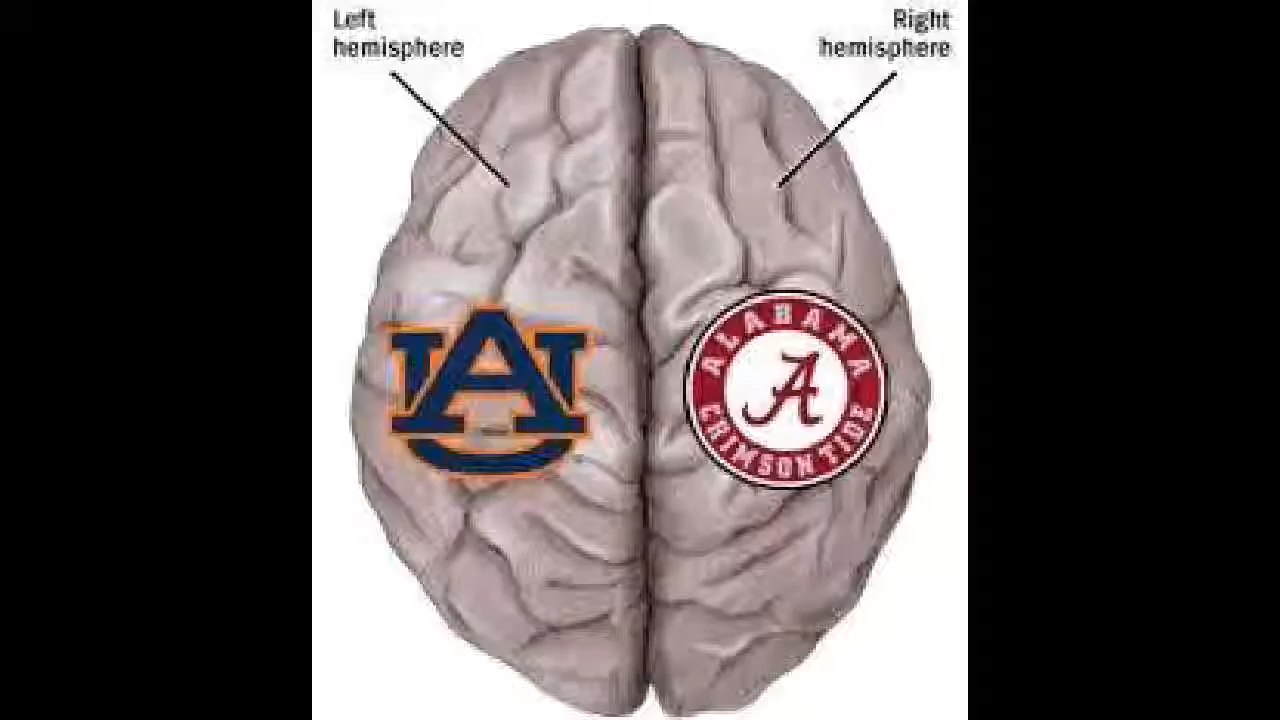 Left
hemisphere
Right
hemisphere
AU
ALABAMA
A
CRIMSON TIDE